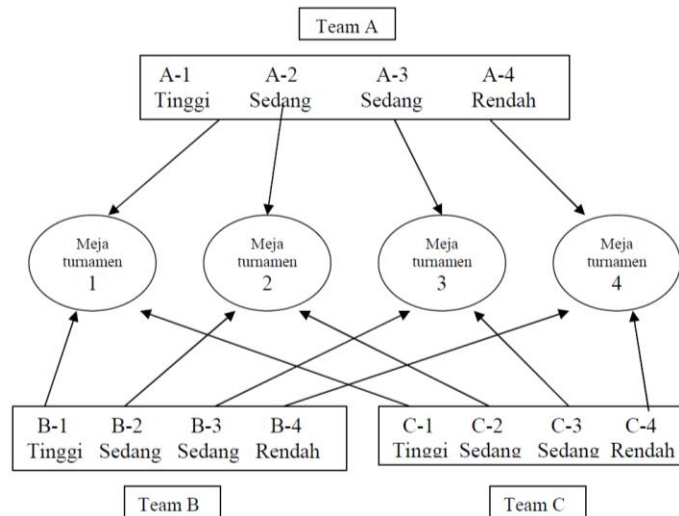 Team A
A-1 A-2 A-3 A-4
Tinggi Sedang Sedang Rendah
Meja turnamen 1
Meja turnamen 2
Meja turnamen 3
Meja turnamen 4
B-1 B-2 B-3 B-4
Tinggi Sedang Sedang Rendah
C-1 C-2 C-3 C-4
Tinggi Sedang Sedang Rendah
Team B
Team C